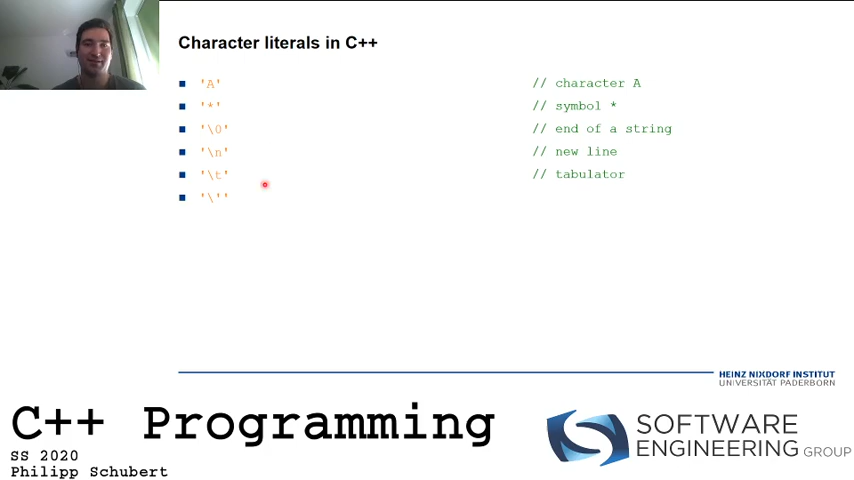 Character literals in C++
'A' // character A
'*' // symbol *
'\0' // end of a string
'\n' // new line
'\t' // tabulator
'\''
HEINZ NIXDORF INSTITUT
UNIVERSITÄT PADERBORN
C++ Programming
SS 2020
Philipp Schubert
SOFTWARE
ENGINEERING GROUP